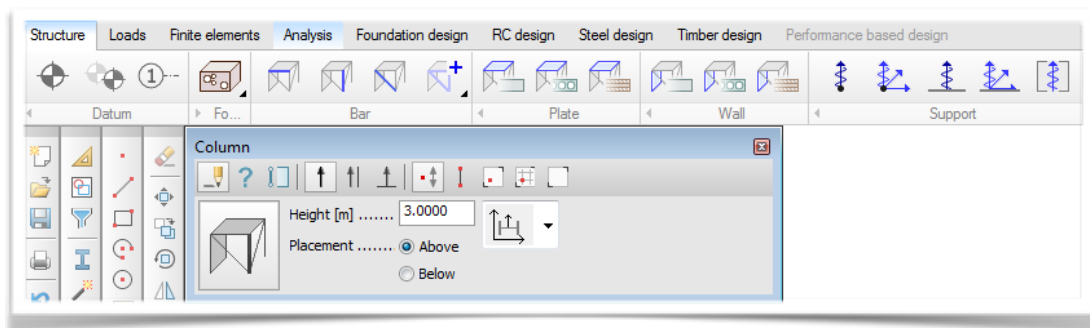 Structure Loads Finite elements Analysis Foundation design RC design Steel design Timber design Performance based design
1
Datum Fo... Bar Plate Wall Support
Column
?
Height [m] ....... 3.0000
Placement ....... Above
Below